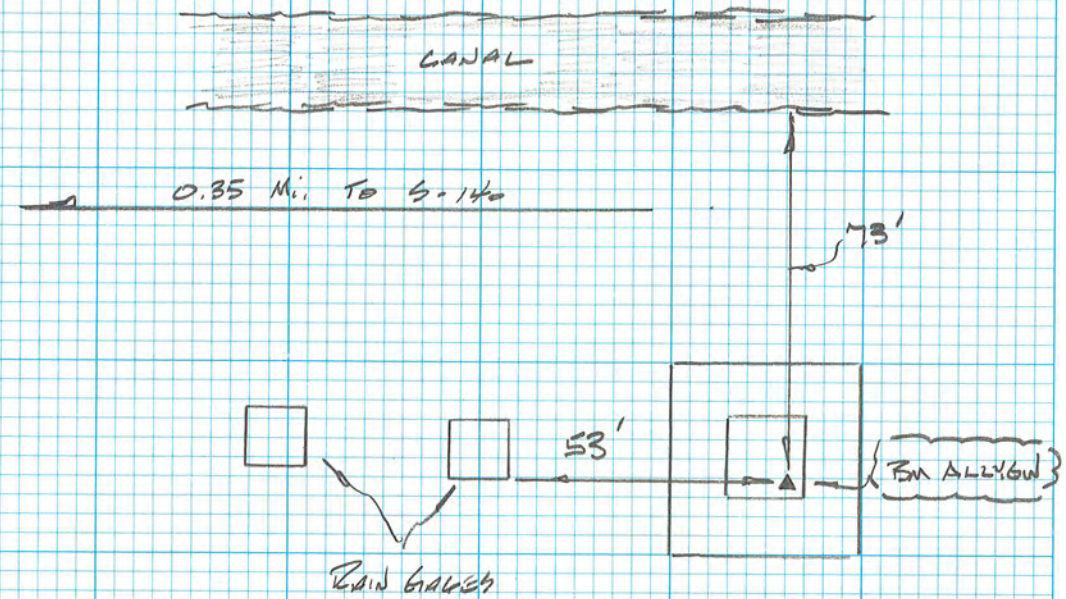 CANAL
0.35 Mi. To S-140
73'
53'
BM ALLYGW
RAIN GAGES